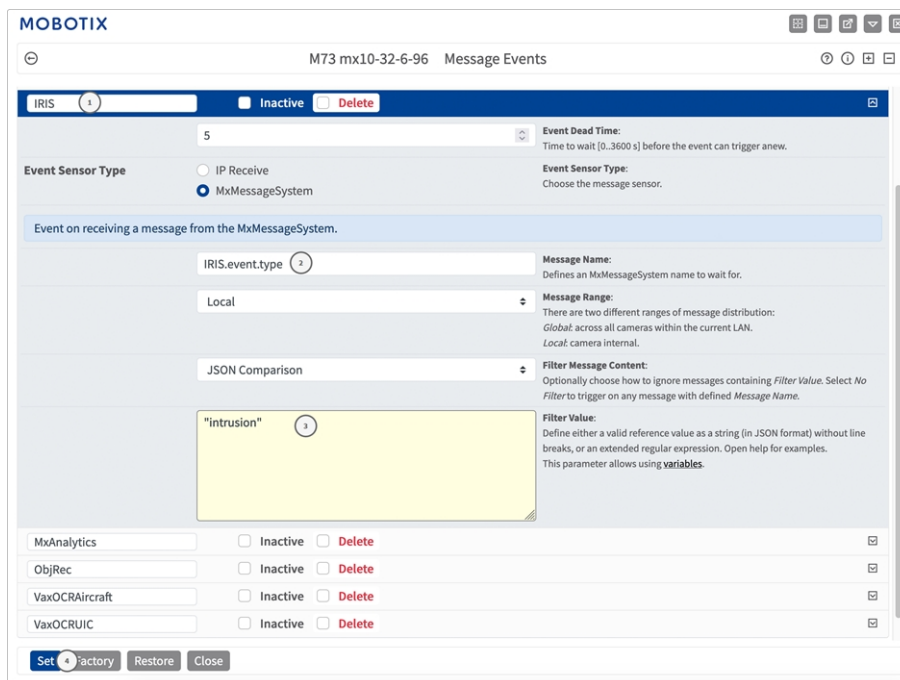 MOBOTIX
M73 mx10-32-6-96 Message Events
IRIS 1 Inactive Delete
5
Event Dead Time:
Time to wait [0..3600 s] before the event can trigger anew.
Event Sensor Type
IP Receive
MxMessageSystem
Event Sensor Type:
Choose the message sensor.
Event on receiving a message from the MxMessageSystem.
IRIS.event.type 2
Message Name:
Defines an MxMessageSystem name to wait for.
Local
Message Range:
There are two different ranges of message distribution:
Global: across all cameras within the current LAN.
Local: camera internal.
JSON Comparison
Filter Message Content:
Optionally choose how to ignore messages containing Filter Value. Select No
Filter to trigger on any message with defined Message Name.
"intrusion" 3
Filter Value:
Define either a valid reference value as a string (in JSON format) without line
breaks, or an extended regular expression. Open help for examples.
This parameter allows using variables.
MxAnalytics Inactive Delete
ObjRec Inactive Delete
VaxOCRAircraft Inactive Delete
VaxOCRUIC Inactive Delete
Set 4 Factory Restore Close